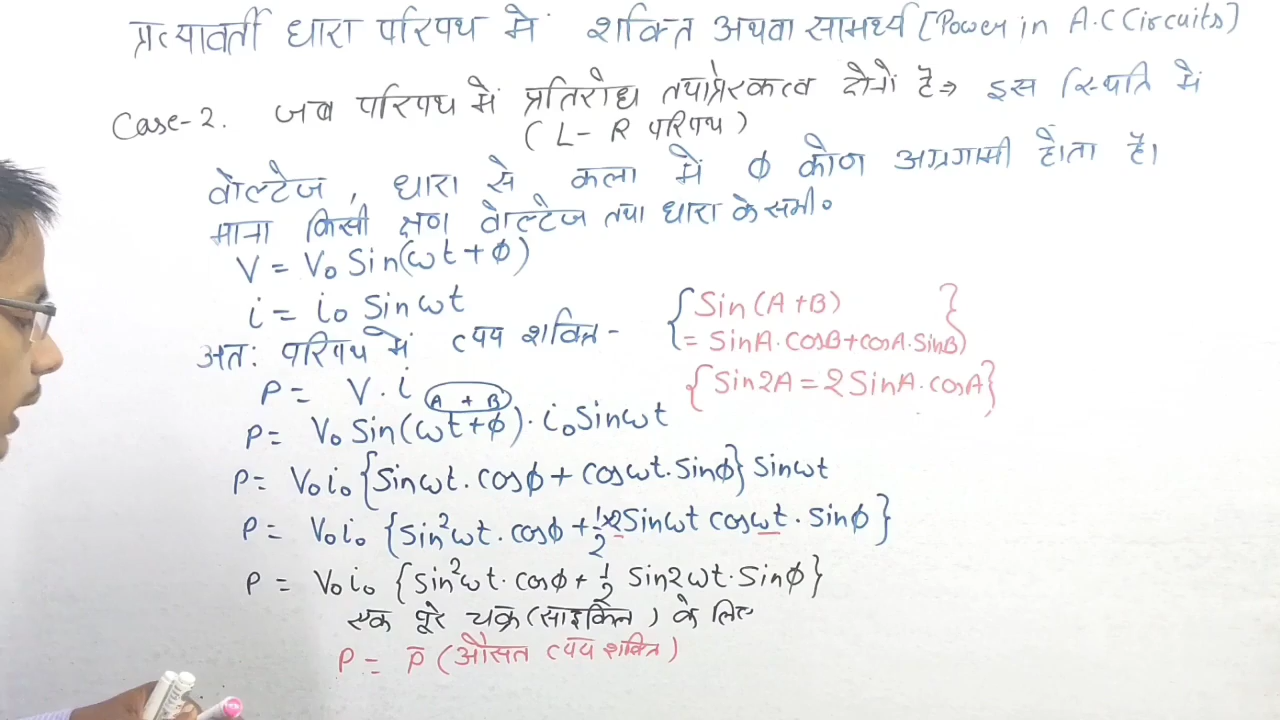 प्रत्यावर्ती धारा परिपथ में शक्ति अथवा सामर्थ्य [Power in A.C Circuits]
Case-2. जब परिपथ में प्रतिरोध तथा प्रेरकत्व दोनों है⇒ इस स्थिति में
(L-R परिपथ)
वोल्टेज, धारा से कला में ϕ कोण अग्रगामी होता है।
माना किसी क्षण वोल्टेज तथा धारा के समी०
V = V₀ Sin(ωt+ϕ)
i = i₀ Sinωt
{Sin(A+B)
= SinA.cosB+cosA.SinB}
अतः परिपथ में व्यय शक्ति-
{Sin2A = 2SinA.cosA}
P = V.i
A + B
P = V₀ Sin(ωt+ϕ).i₀Sinωt
P = V₀i₀ {Sinωt.cosϕ + cosωt.Sinϕ} Sinωt
P = V₀i₀ {Sin²ωt.cosϕ + 1/2×2Sinωt cosωt.Sinϕ}
P = V₀i₀ {Sin²ωt.cosϕ + 1/2 Sin2ωt.Sinϕ}
एक पूरे चक्र (साइकिल) के लिए
P = P̄ (औसत व्यय शक्ति)